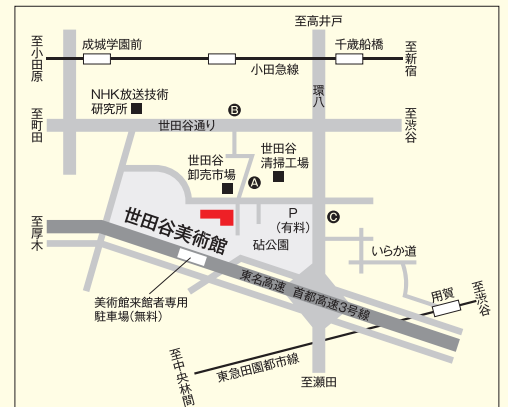 至高井戸
成城学園前
千歳船橋
至小田原
至新宿
小田急線
NHK放送技術
研究所
環八
B
至町田
世田谷通り
至渋谷
世田谷
卸売市場
世田谷
清掃工場
A
P
(有料)
C
世田谷美術館
砧公園
至厚木
いらか道
東名高速
首都高速3号線
美術館来館者専用
駐車場(無料)
用賀
至渋谷
東急田園都市線
至中央林間
至瀬田